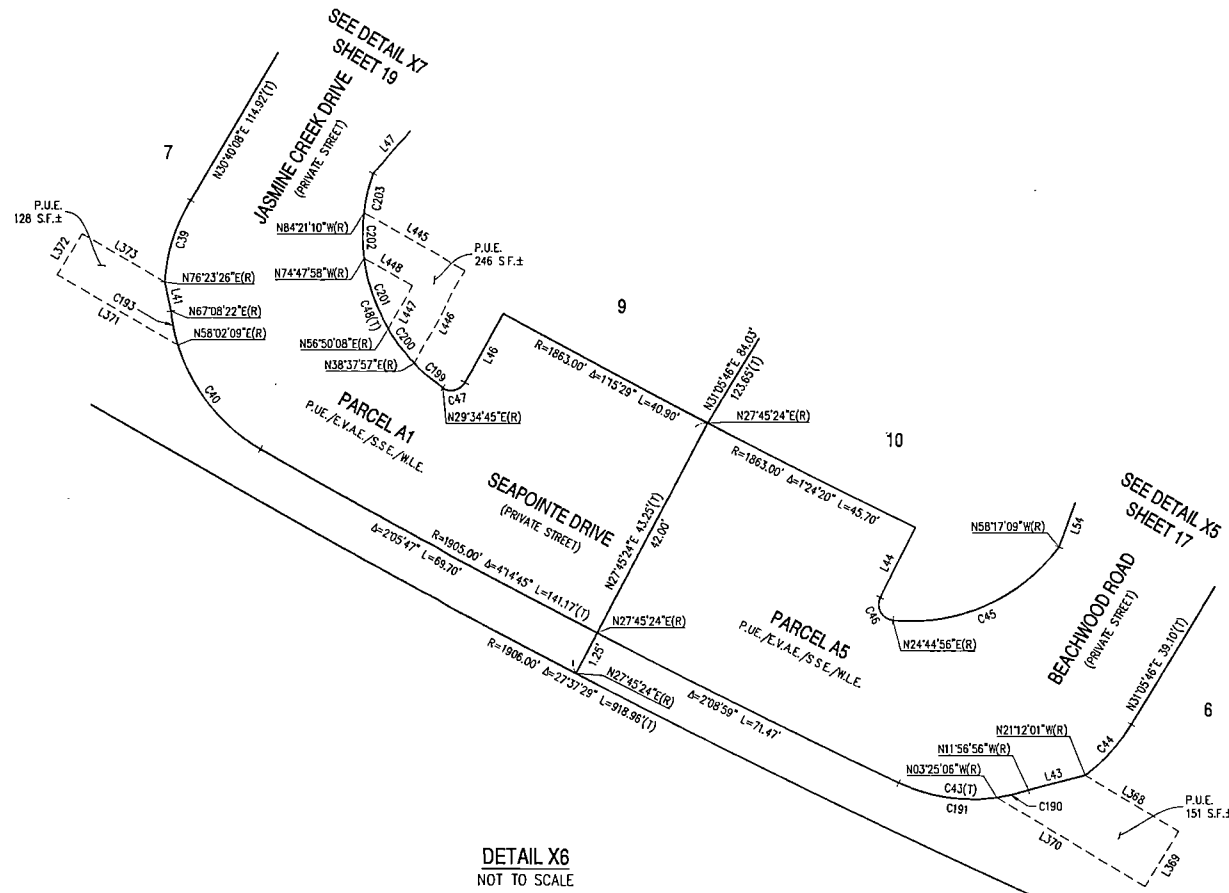 SEE DETAIL X7
SHEET 19
N30°40'08"E 114.92'(T)
JASMINE CREEK DRIVE
(PRIVATE STREET)
7
L47
C203
P.U.E.
128 S.F.±
L372
L373
C39
N84°21'10"W(R)
L445
C202
P.U.E.
246 S.F.±
N76°23'26"E(R)
N74°47'58"W(R)
L448
C193
L41
L371
N67°08'22"E(R)
C201
L447
C48(T)
L446
N58°02'09"E(R)
N56°50'08"E(R)
C200
N38°37'57"E(R)
C199
L46
C47
N29°34'45"E(R)
C40
9
R=1863.00' Δ=1°15'29" L=40.90'
N31°05'46"E 84.03'
123.65'(T)
N27°45'24"E(R)
PARCEL A1
P.U.E./E.V.A.E./S.S.E./W.L.E.
10
R=1863.00' Δ=1°24'20" L=45.70'
SEAPOINTE DRIVE
(PRIVATE STREET)
N27°45'24"E 43.25'(T)
42.00'
SEE DETAIL X5
SHEET 17
N58°17'09"W(R)
L54
L44
C46
C45
N24°44'56"E(R)
R=1905.00' Δ=4°14'45" L=141.17'(T)
Δ=2°05'47" L=69.70'
N27°45'24"E(R)
PARCEL A5
P.U.E./E.V.A.E./S.S.E./W.L.E.
BEACHWOOD ROAD
(PRIVATE STREET)
N31°05'46"E 39.10'(T)
1.25'
N27°45'24"E(R)
R=1906.00' Δ=27°37'29" L=918.96'(T)
Δ=2°08'59" L=71.47'
6
N21°12'01"W(R)
C44
N11°56'56"W(R)
N03°25'06"W(R)
L43
C43(T)
C191
C190
L368
L370
L369
P.U.E.
151 S.F.±
DETAIL X6
NOT TO SCALE